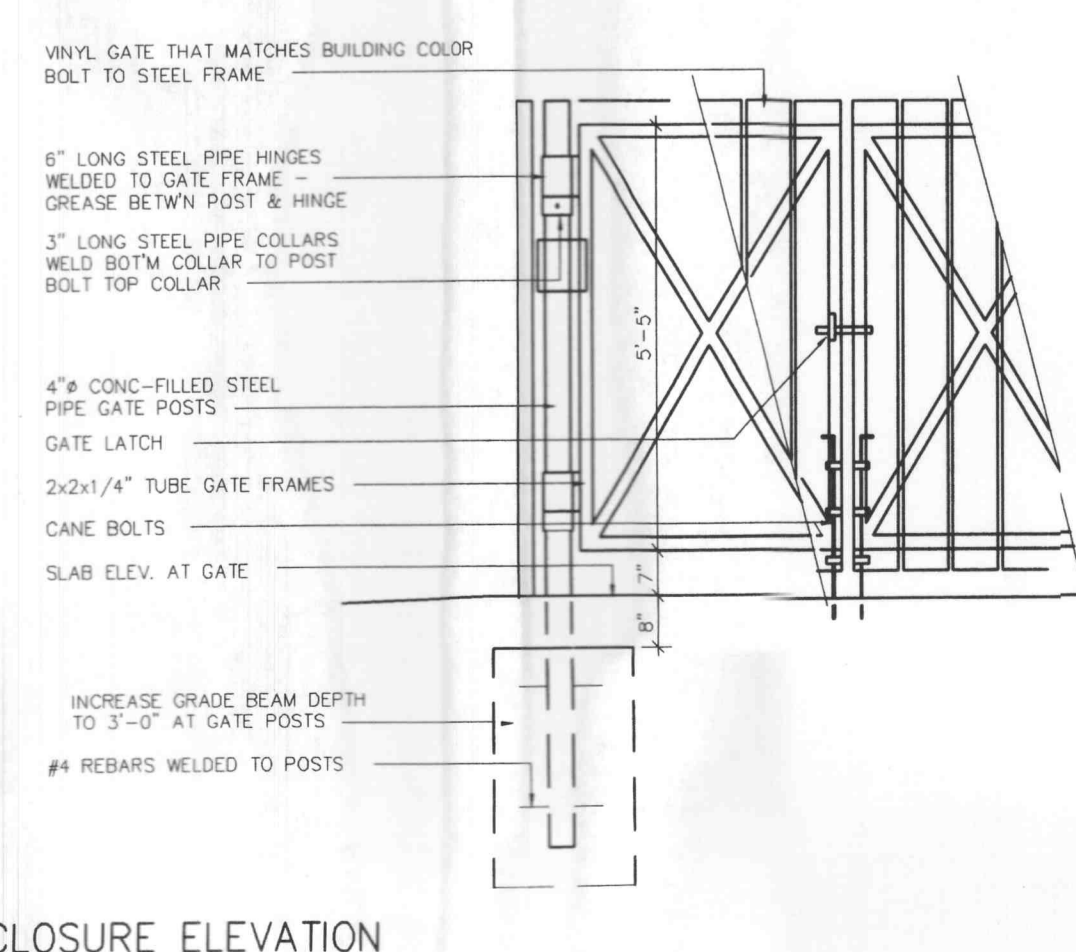 VINYL GATE THAT MATCHES BUILDING COLOR
BOLT TO STEEL FRAME
6" LONG STEEL PIPE HINGES
WELDED TO GATE FRAME -
GREASE BETW'N POST & HINGE
3" LONG STEEL PIPE COLLARS
WELD BOT'M COLLAR TO POST
BOLT TOP COLLAR
5'-5"
4"ø CONC-FILLED STEEL
PIPE GATE POSTS
GATE LATCH
2x2x1/4" TUBE GATE FRAMES
CANE BOLTS
SLAB ELEV. AT GATE
7"
8"
INCREASE GRADE BEAM DEPTH
TO 3'-0" AT GATE POSTS
#4 REBARS WELDED TO POSTS
CLOSURE ELEVATION